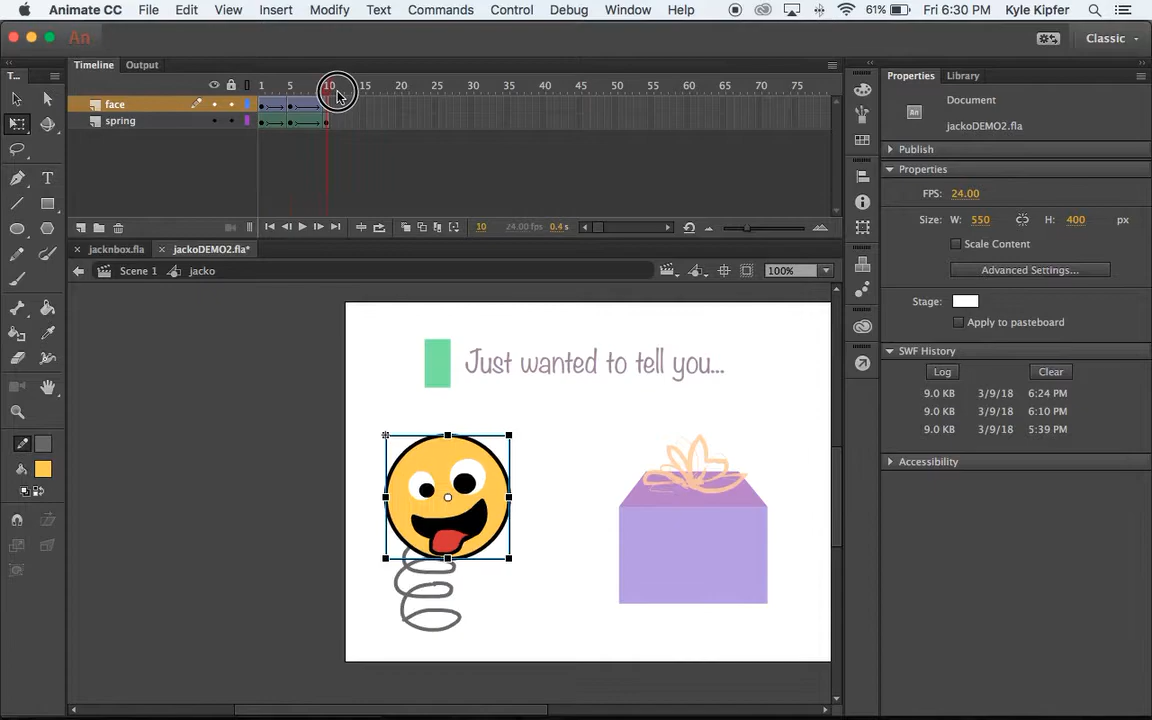 Animate CC File Edit View Insert Modify Text Commands Control Debug Window Help 61% Fri 6:30 PM Kyle Kipfer
An Classic
Timeline Output
T...
1 5 10 15 20 25 30 35 40 45 50 55 60 65 70 75
face
spring
10 24.00 fps 0.4 s
jacknbox.fla jackoDEMO2.fla*
Scene 1 jacko 100%
Just wanted to tell you...
Properties Library
Document
An
jackoDEMO2.fla
Publish
Properties
FPS: 24.00
Size: W: 550 H: 400 px
Scale Content
Advanced Settings...
Stage:
Apply to pasteboard
SWF History
Log Clear
9.0 KB 3/9/18 6:24 PM
9.0 KB 3/9/18 6:10 PM
9.0 KB 3/9/18 5:39 PM
Accessibility